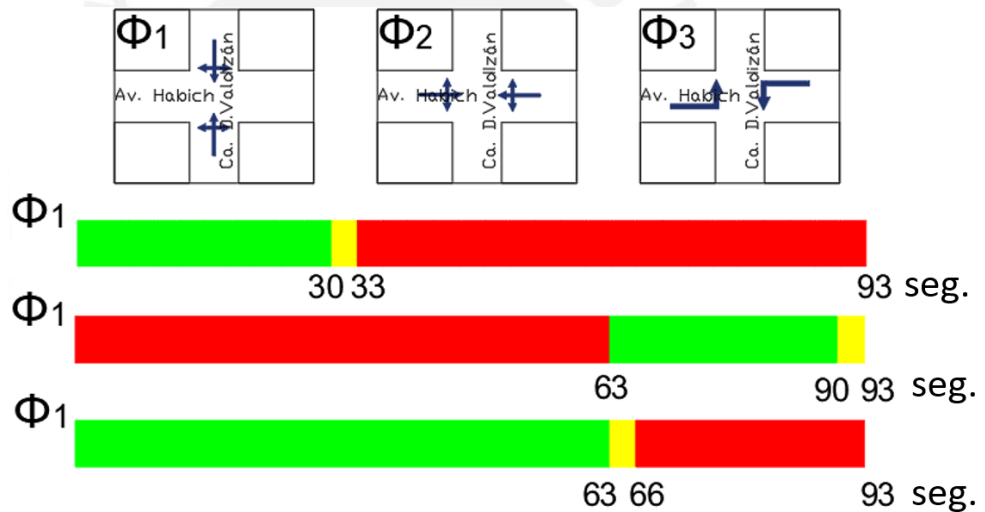 Φ1
Av. Habich
Ca. D.Valdizán
Φ2
Av. Habich
Ca. D.Valdizán
Φ3
Av. Habich
Ca. D.Valdizán
Φ1
30 33 93 seg.
Φ1
63 90 93 seg.
Φ1
63 66 93 seg.